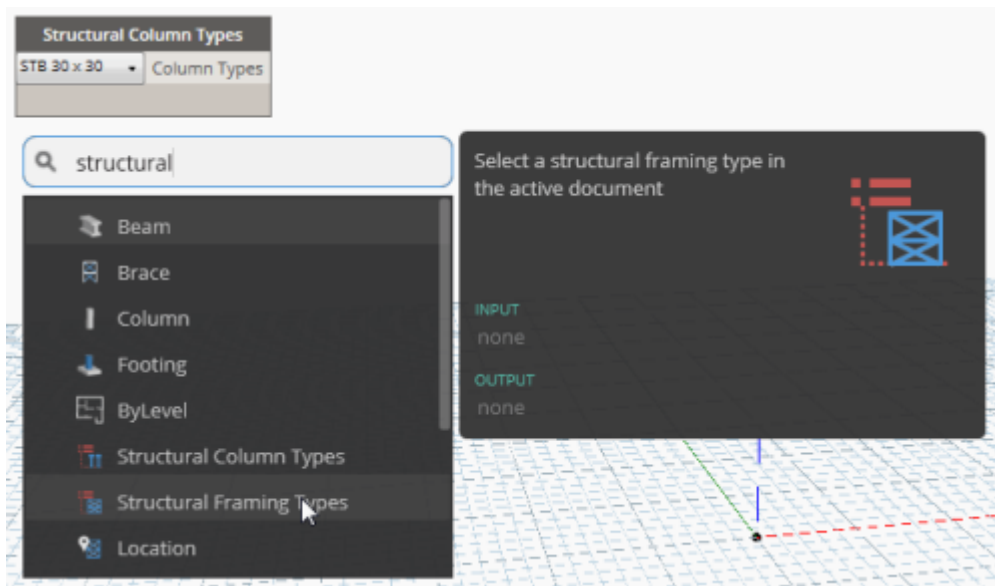 Structural Column Types
STB 30 x 30 Column Types
structural
Select a structural framing type in
the active document
Beam
Brace
Column
Footing
ByLevel
Structural Column Types
Structural Framing Types
Location
INPUT
none
OUTPUT
none